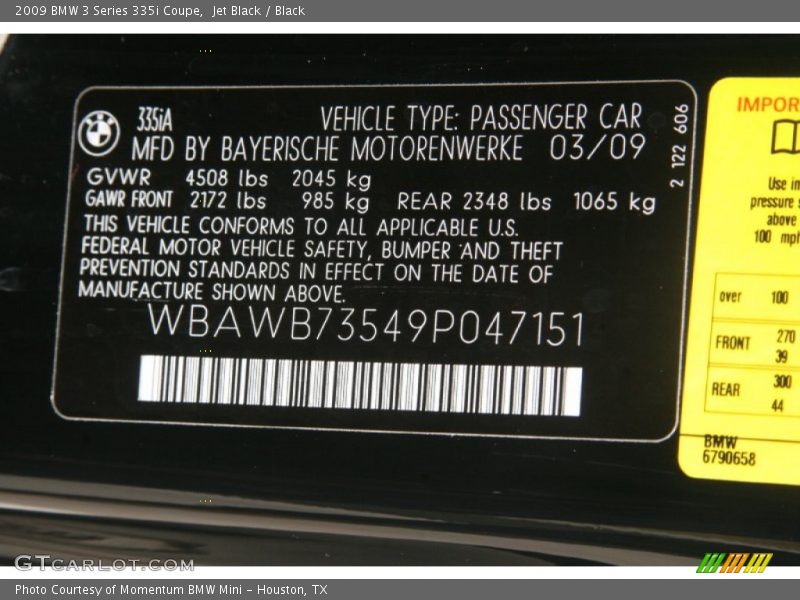 2009 BMW 3 Series 335i Coupe,  Jet Black / Black
335iA
VEHICLE TYPE: PASSENGER CAR
MFD BY BAYERISCHE MOTORENWERKE 03/09
GVWR 4508 lbs 2045 kg
GAWR FRONT 2172 lbs 985 kg REAR 2348 lbs 1065 kg
THIS VEHICLE CONFORMS TO ALL APPLICABLE U.S.
FEDERAL MOTOR VEHICLE SAFETY, BUMPER AND THEFT
PREVENTION STANDARDS IN EFFECT ON THE DATE OF
MANUFACTURE SHOWN ABOVE.
WBAWB73549P047151
2 122 606
IMPOR
Use in
pressure s
above
100 mph
over 100
FRONT 270
39
REAR 300
44
BMW
6790658
GTCARLOT.COM
Photo Courtesy of Momentum BMW Mini - Houston, TX